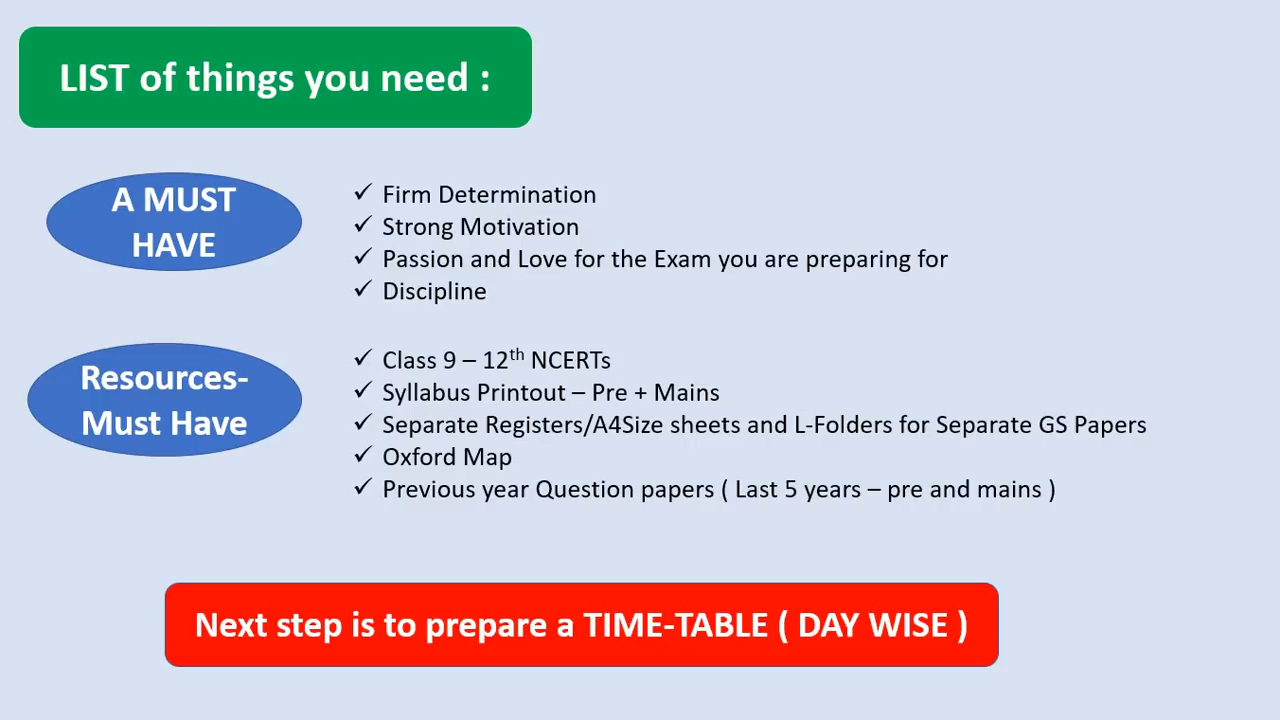 LIST of things you need :
A MUST
HAVE
✓ Firm Determination
✓ Strong Motivation
✓ Passion and Love for the Exam you are preparing for
✓ Discipline
Resources-
Must Have
✓ Class 9 – 12th NCERTs
✓ Syllabus Printout – Pre + Mains
✓ Separate Registers/A4Size sheets and L-Folders for Separate GS Papers
✓ Oxford Map
✓ Previous year Question papers ( Last 5 years – pre and mains )
Next step is to prepare a TIME-TABLE ( DAY WISE )